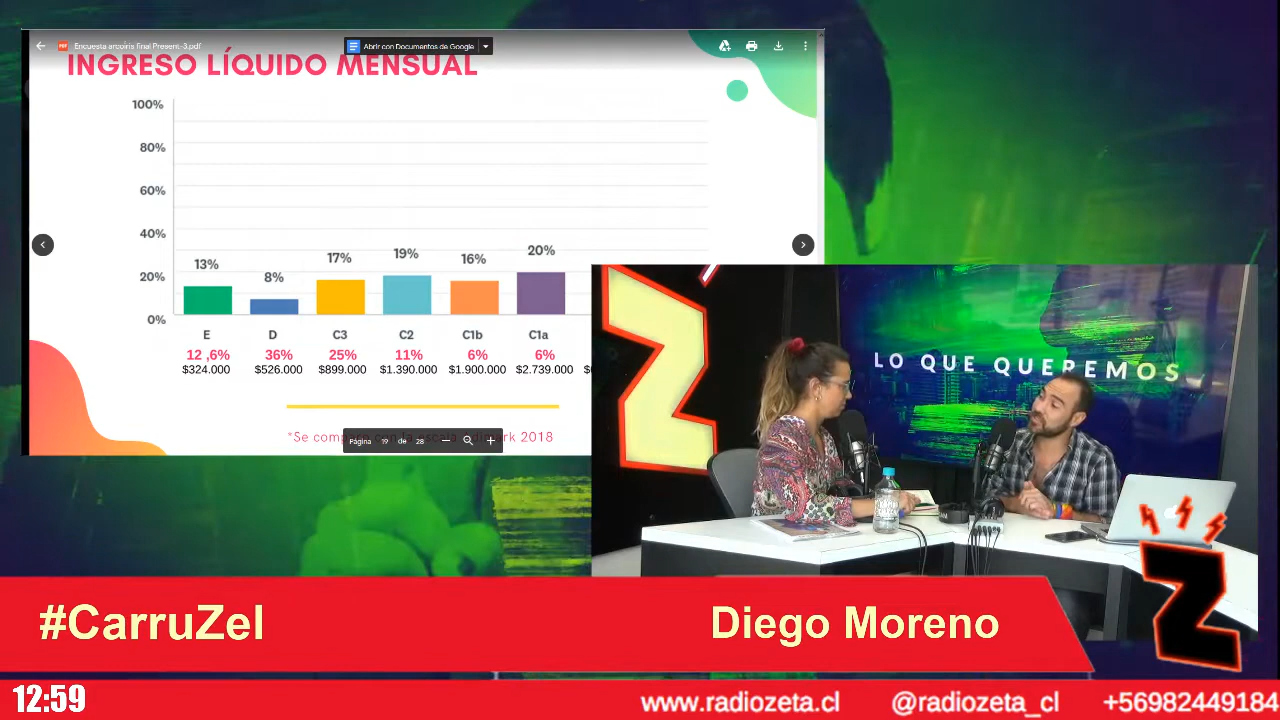 Encuesta arcoiris final Present-3.pdf
Abrir con Documentos de Google
INGRESO LÍQUIDO MENSUAL
100%
80%
60%
40%
20%
0%
13%
8%
17%
19%
16%
20%
E D C3 C2 C1b C1a
12 ,6% 36% 25% 11% 6% 6%
$324.000 $526.000 $899.000 $1.390.000 $1.900.000 $2.739.000
*Se 2018
Página 19 de 28
LO QUE QUEREMOS
Z
#CarruZel
Diego Moreno
Z
12:59
www.radiozeta.cl
@radiozeta_cl
+56982449184